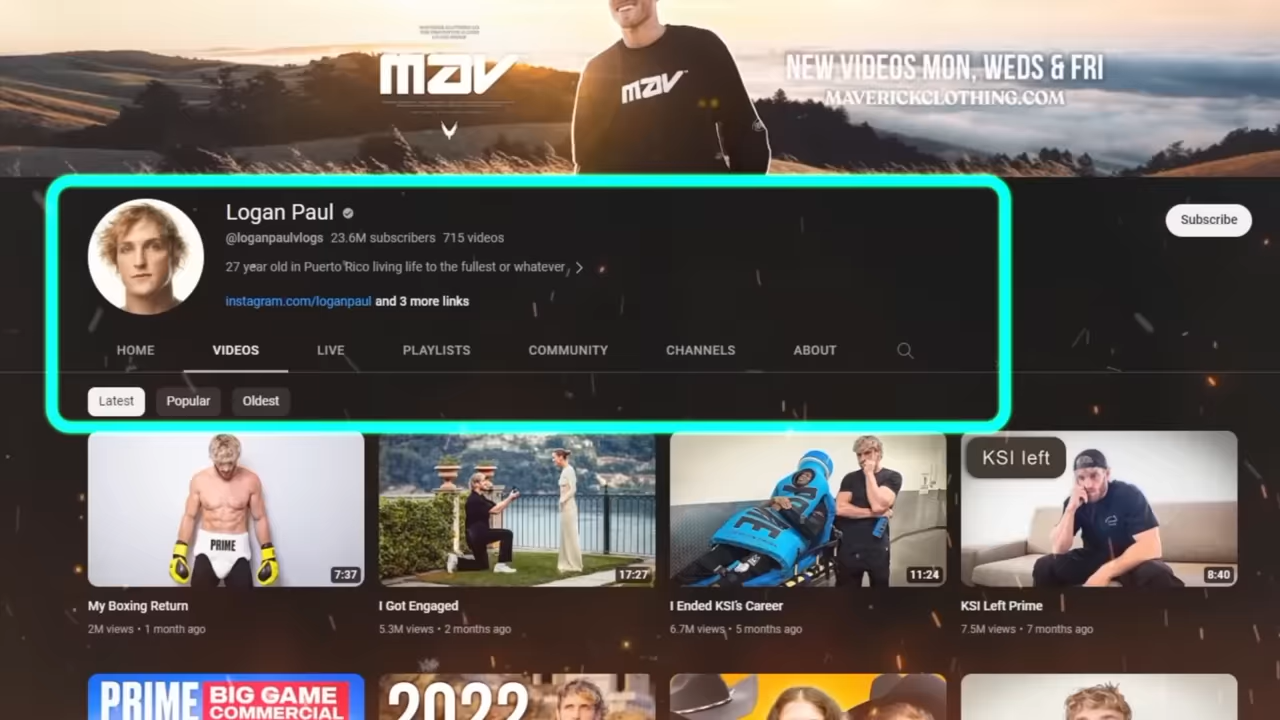 mav
NEW VIDEOS MON, WEDS & FRI
MAVERICKCLOTHING.COM
mav
Logan Paul
@loganpaulvlogs 23.6M subscribers 715 videos
27 year old in Puerto Rico living life to the fullest or whatever
instagram.com/loganpaul and 3 more links
Subscribe
HOME VIDEOS LIVE PLAYLISTS COMMUNITY CHANNELS ABOUT
Latest Popular Oldest
PRIME
7:37
17:27
11:24
KSI left
8:40
My Boxing Return
2M views • 1 month ago
I Got Engaged
5.3M views • 2 months ago
I Ended KSI's Career
6.7M views • 5 months ago
KSI Left Prime
7.5M views • 7 months ago
PRIME BIG GAME
COMMERCIAL
2022